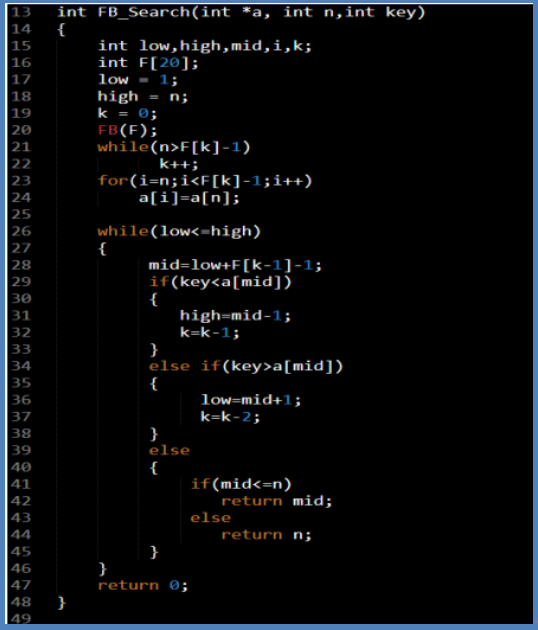 13 int FB_Search(int *a, int n,int key)
14 {
15 int low,high,mid,i,k;
16 int F[20];
17 low = 1;
18 high = n;
19 k = 0;
20 FB(F);
21 while(n>F[k]-1)
22 k++;
23 for(i=n;i<F[k]-1;i++)
24 a[i]=a[n];
25
26 while(low<=high)
27 {
28 mid=low+F[k-1]-1;
29 if(key<a[mid])
30 {
31 high=mid-1;
32 k=k-1;
33 }
34 else if(key>a[mid])
35 {
36 low=mid+1;
37 k=k-2;
38 }
39 else
40 {
41 if(mid<=n)
42 return mid;
43 else
44 return n;
45 }
46 }
47 return 0;
48 }
49